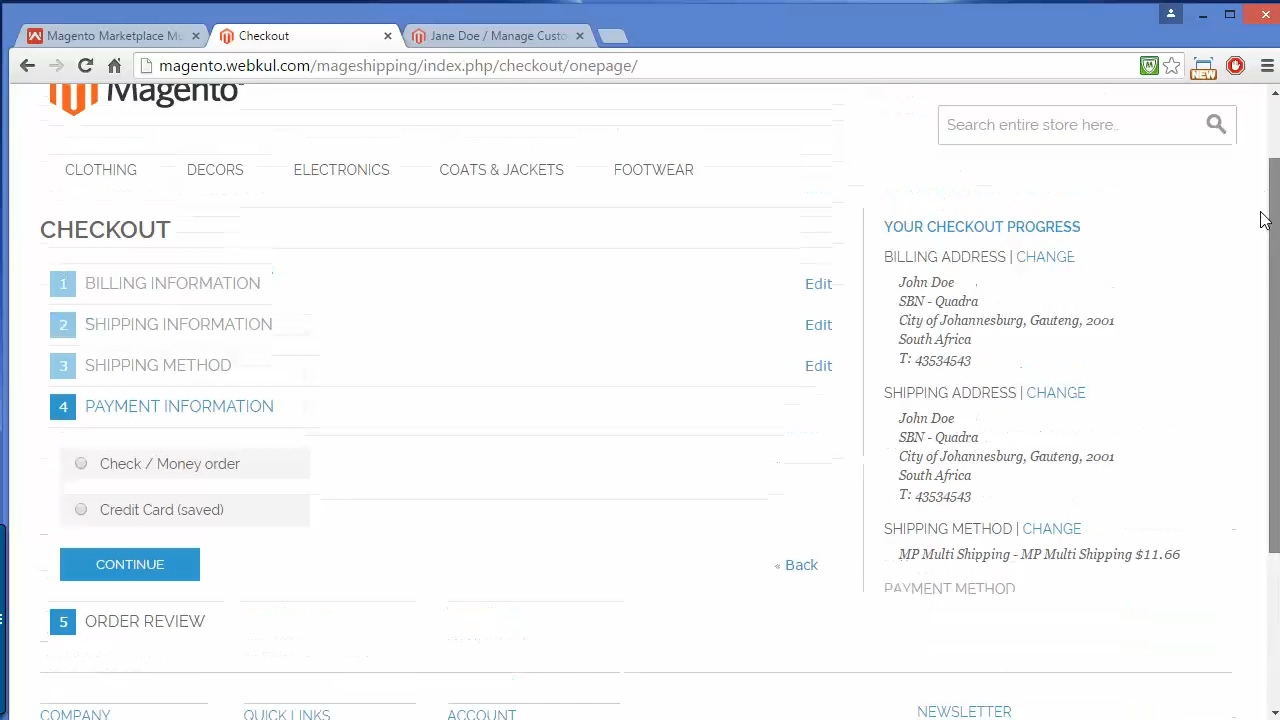 Magento Marketplace Mu
Checkout
Jane Doe / Manage Custo
magento.webkul.com/mageshipping/index.php/checkout/onepage/
NEW
Magento
Search entire store here..
CLOTHING
DECORS
ELECTRONICS
COATS & JACKETS
FOOTWEAR
CHECKOUT
1 BILLING INFORMATION Edit
2 SHIPPING INFORMATION Edit
3 SHIPPING METHOD Edit
4 PAYMENT INFORMATION
Check / Money order
Credit Card (saved)
CONTINUE
« Back
5 ORDER REVIEW
YOUR CHECKOUT PROGRESS
BILLING ADDRESS | CHANGE
John Doe
SBN - Quadra
City of Johannesburg, Gauteng, 2001
South Africa
T: 43534543
SHIPPING ADDRESS | CHANGE
John Doe
SBN - Quadra
City of Johannesburg, Gauteng, 2001
South Africa
T: 43534543
SHIPPING METHOD | CHANGE
MP Multi Shipping - MP Multi Shipping $11.66
PAYMENT METHOD
COMPANY
QUICK LINKS
ACCOUNT
NEWSLETTER